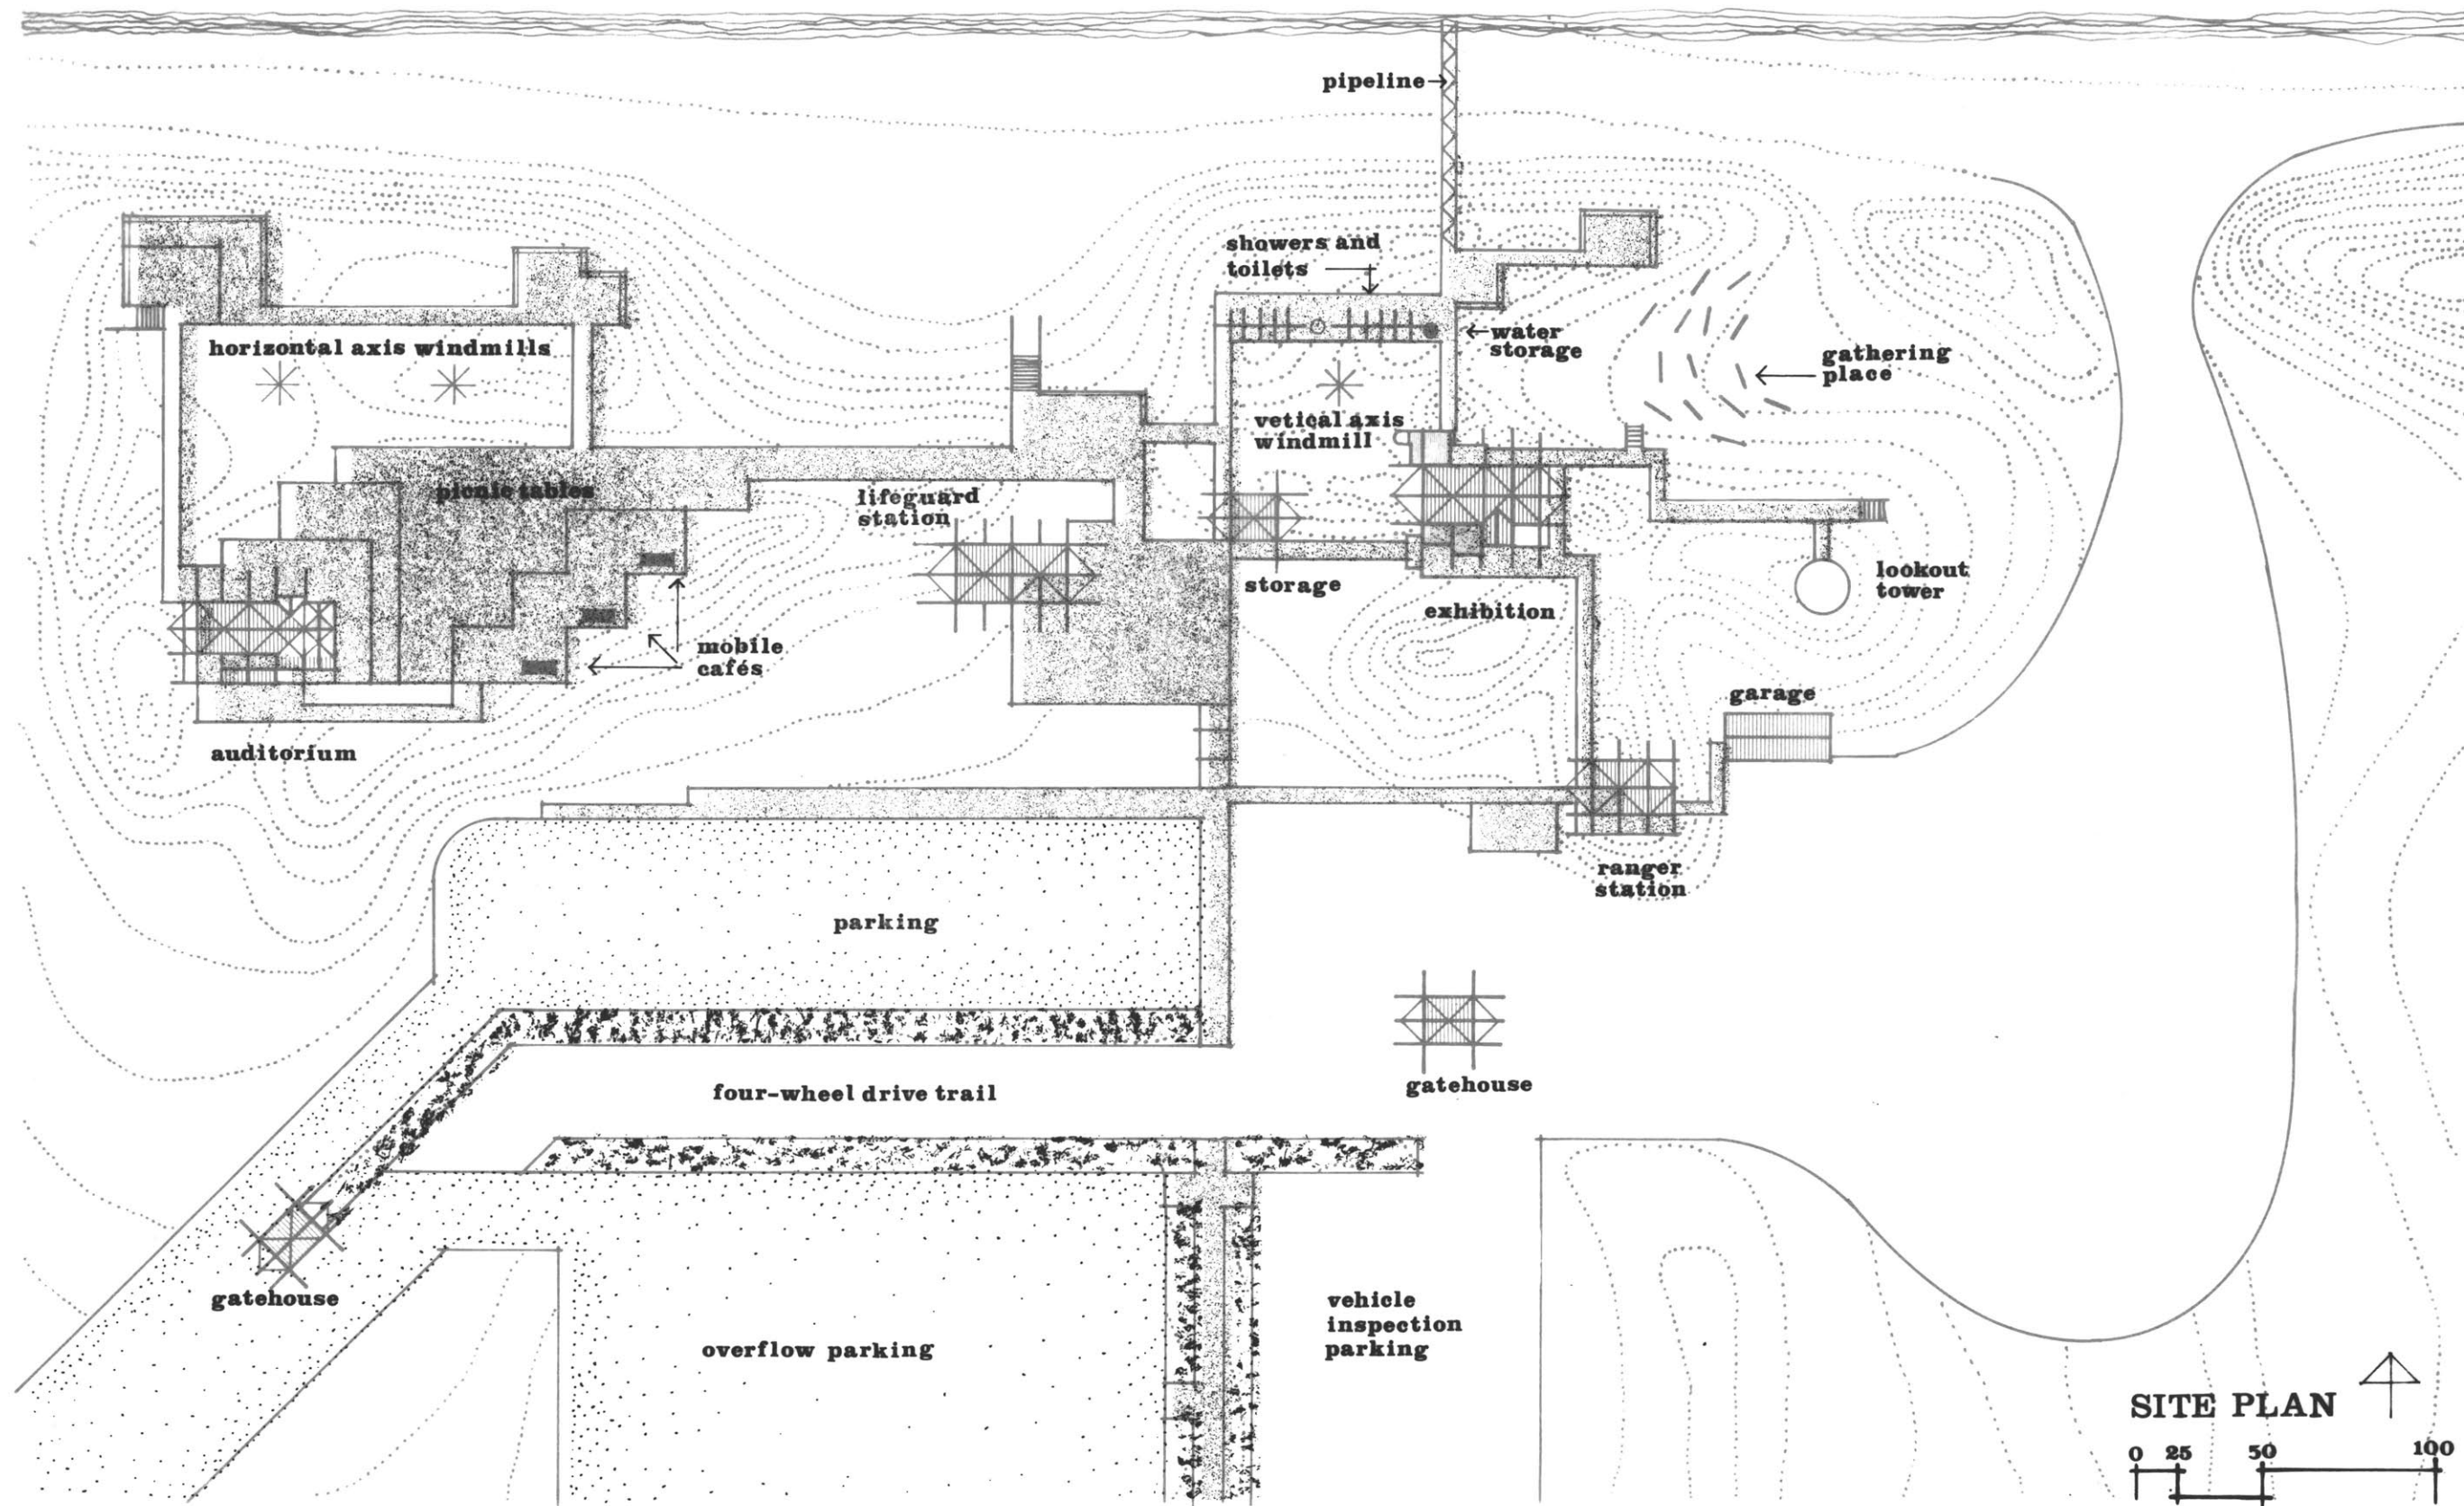 pipeline
showers and
toilets
horizontal axis windmills
water
storage
gathering
place
vetical axis
windmill
picnic tables
lifeguard
station
storage
exhibition
lookout
tower
mobile
cafés
garage
auditorium
ranger
station
parking
gatehouse
four-wheel drive trail
gatehouse
vehicle
inspection
parking
overflow parking
SITE PLAN
0 25 50 100